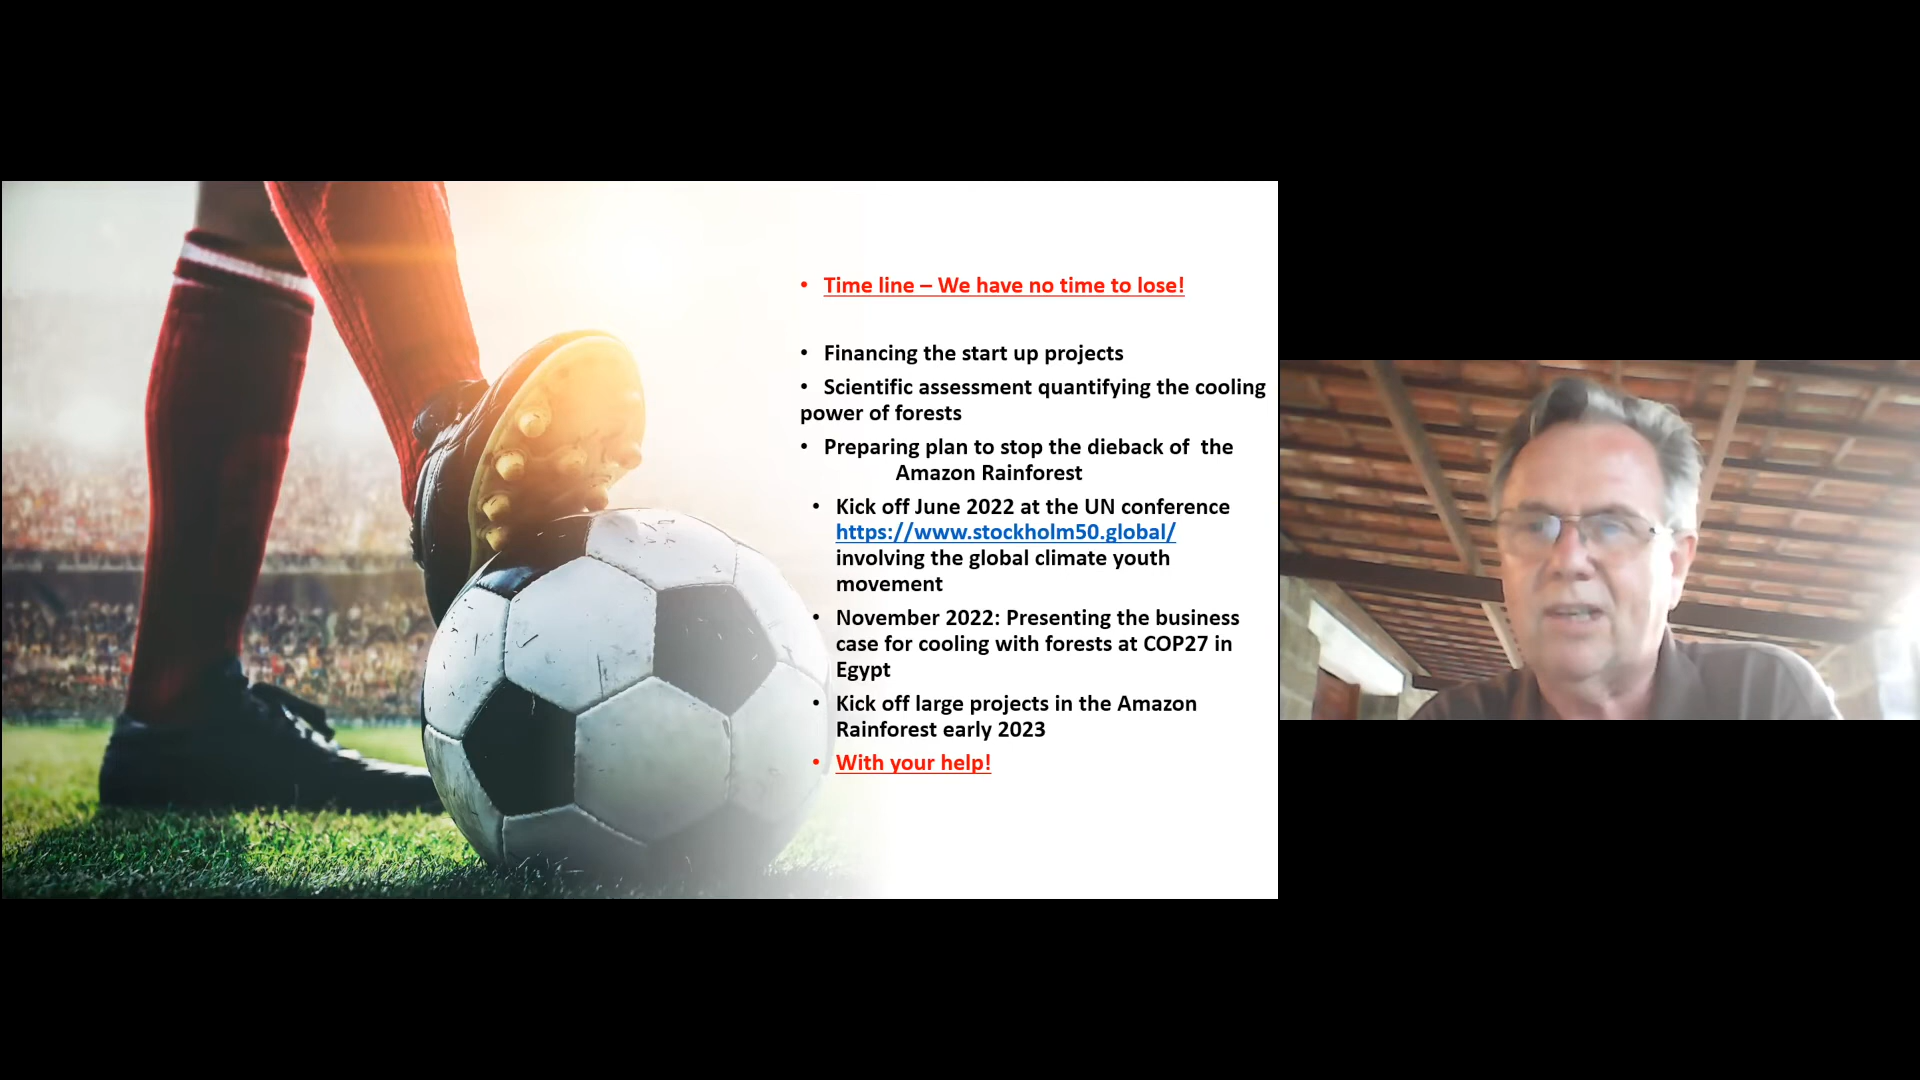 • Time line – We have no time to lose!
• Financing the start up projects
• Scientific assessment quantifying the cooling
power of forests
• Preparing plan to stop the dieback of  the
Amazon Rainforest
• Kick off June 2022 at the UN conference
https://www.stockholm50.global/
involving the global climate youth
movement
• November 2022: Presenting the business
case for cooling with forests at COP27 in
Egypt
• Kick off large projects in the Amazon
Rainforest early 2023
• With your help!